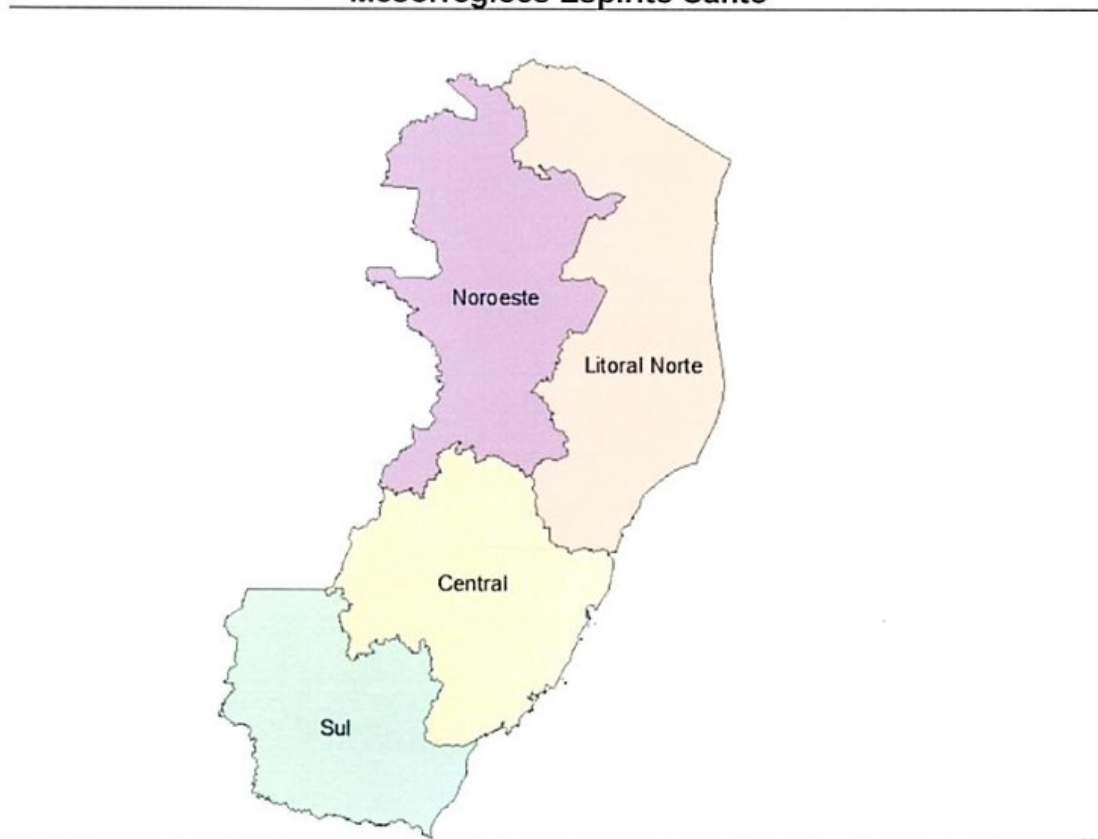 Mesorregiões Espírito Santo
Noroeste
Litoral Norte
Central
Sul